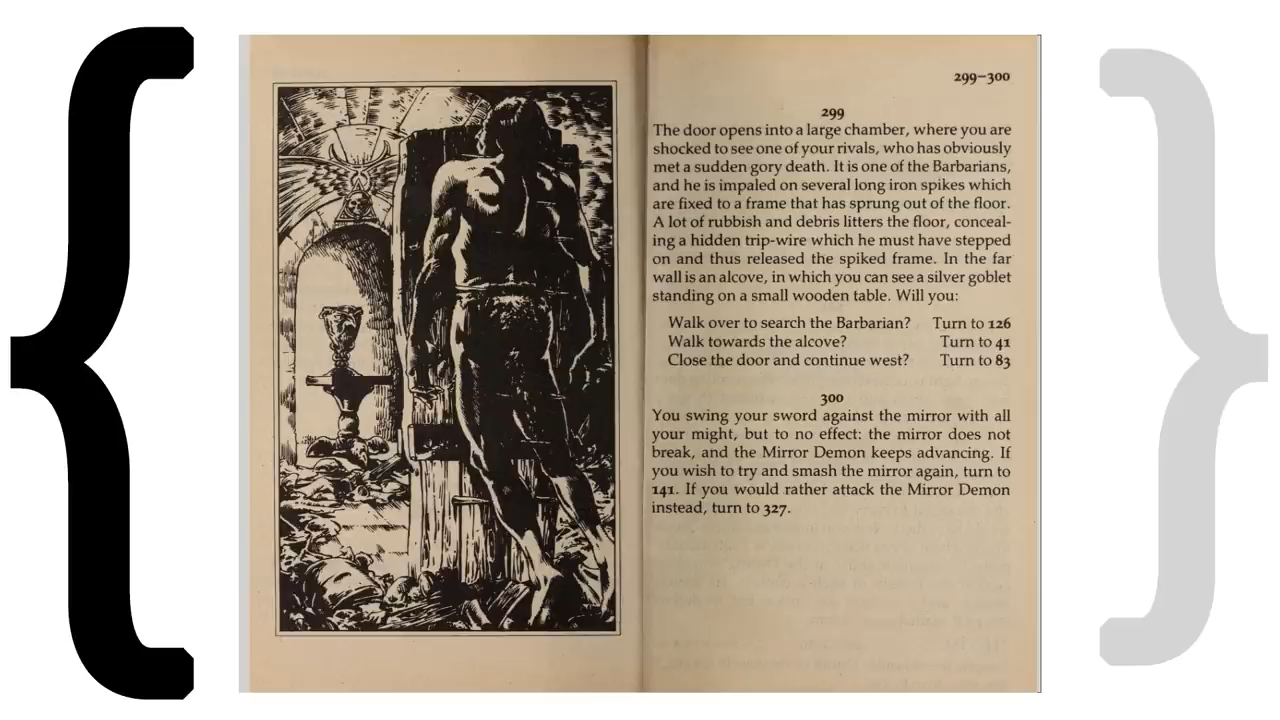 299–300
299
The door opens into a large chamber, where you are
shocked to see one of your rivals, who has obviously
met a sudden gory death. It is one of the Barbarians,
and he is impaled on several long iron spikes which
are fixed to a frame that has sprung out of the floor.
A lot of rubbish and debris litters the floor, conceal-
ing a hidden trip-wire which he must have stepped
on and thus released the spiked frame. In the far
wall is an alcove, in which you can see a silver goblet
standing on a small wooden table. Will you:
Walk over to search the Barbarian? Turn to 126
Walk towards the alcove? Turn to 41
Close the door and continue west? Turn to 83
300
You swing your sword against the mirror with all
your might, but to no effect: the mirror does not
break, and the Mirror Demon keeps advancing. If
you wish to try and smash the mirror again, turn to
141. If you would rather attack the Mirror Demon
instead, turn to 327.